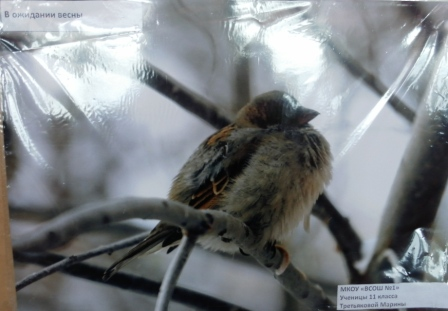 В ожидании весны
МКОУ «ВСОШ №1»
Ученицы 11 класса
Третьяковой Марины